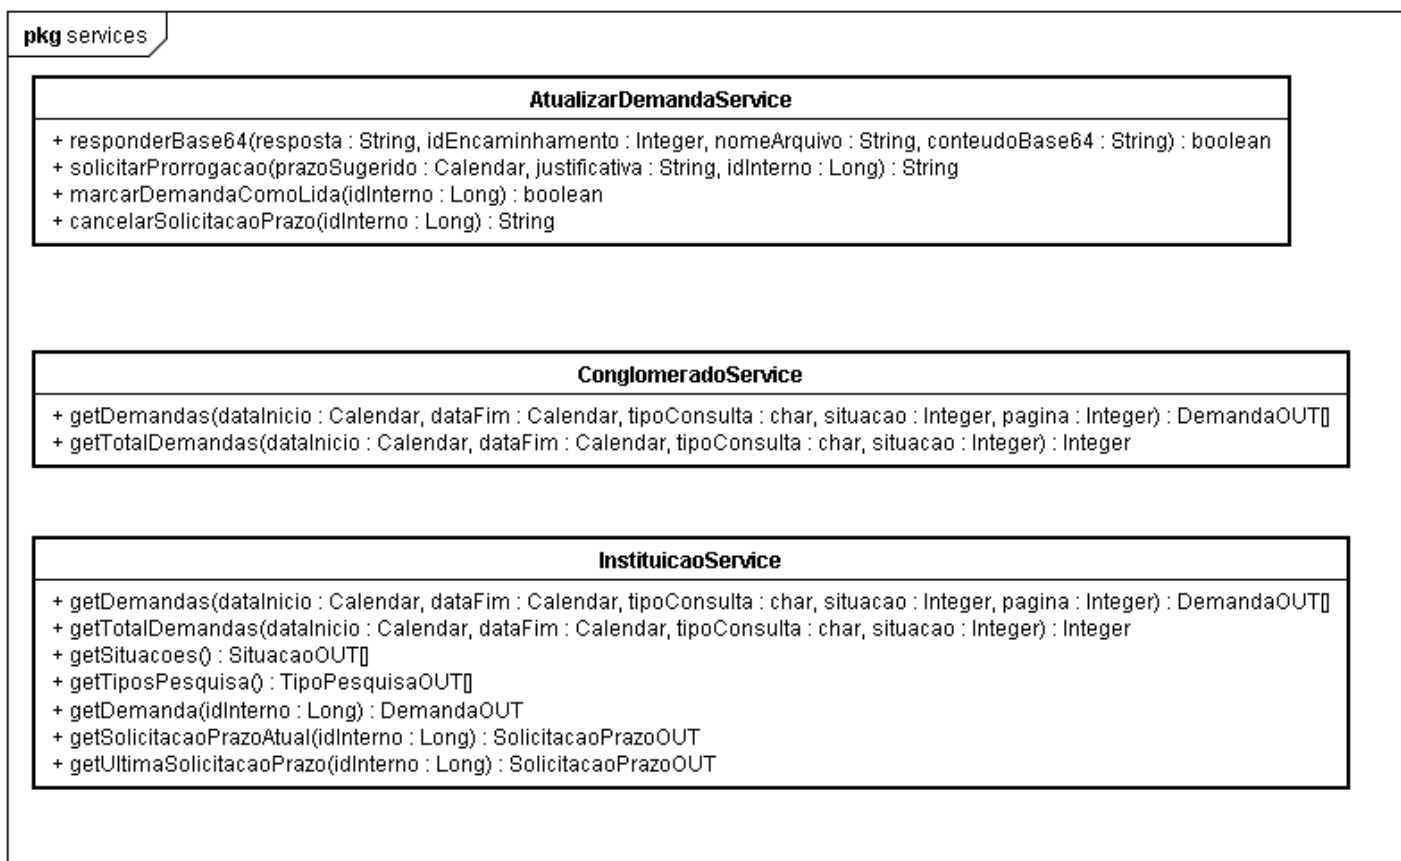 pkg services
AtualizarDemandaService
+ responderBase64(resposta : String, idEncaminhamento : Integer, nomeArquivo : String, conteudoBase64 : String) : boolean
+ solicitarProrrogacao(prazoSugerido : Calendar, justificativa : String, idInterno : Long) : String
+ marcarDemandaComoLida(idInterno : Long) : boolean
+ cancelarSolicitacaoPrazo(idInterno : Long) : String
ConglomeradoService
+ getDemandas(dataInicio : Calendar, dataFim : Calendar, tipoConsulta : char, situacao : Integer, pagina : Integer) : DemandaOUT[]
+ getTotalDemandas(dataInicio : Calendar, dataFim : Calendar, tipoConsulta : char, situacao : Integer) : Integer
InstituicaoService
+ getDemandas(dataInicio : Calendar, dataFim : Calendar, tipoConsulta : char, situacao : Integer, pagina : Integer) : DemandaOUT[]
+ getTotalDemandas(dataInicio : Calendar, dataFim : Calendar, tipoConsulta : char, situacao : Integer) : Integer
+ getSituacoes() : SituacaoOUT[]
+ getTiposPesquisa() : TipoPesquisaOUT[]
+ getDemanda(idInterno : Long) : DemandaOUT
+ getSolicitacaoPrazoAtual(idInterno : Long) : SolicitacaoPrazoOUT
+ getUltimaSolicitacaoPrazo(idInterno : Long) : SolicitacaoPrazoOUT